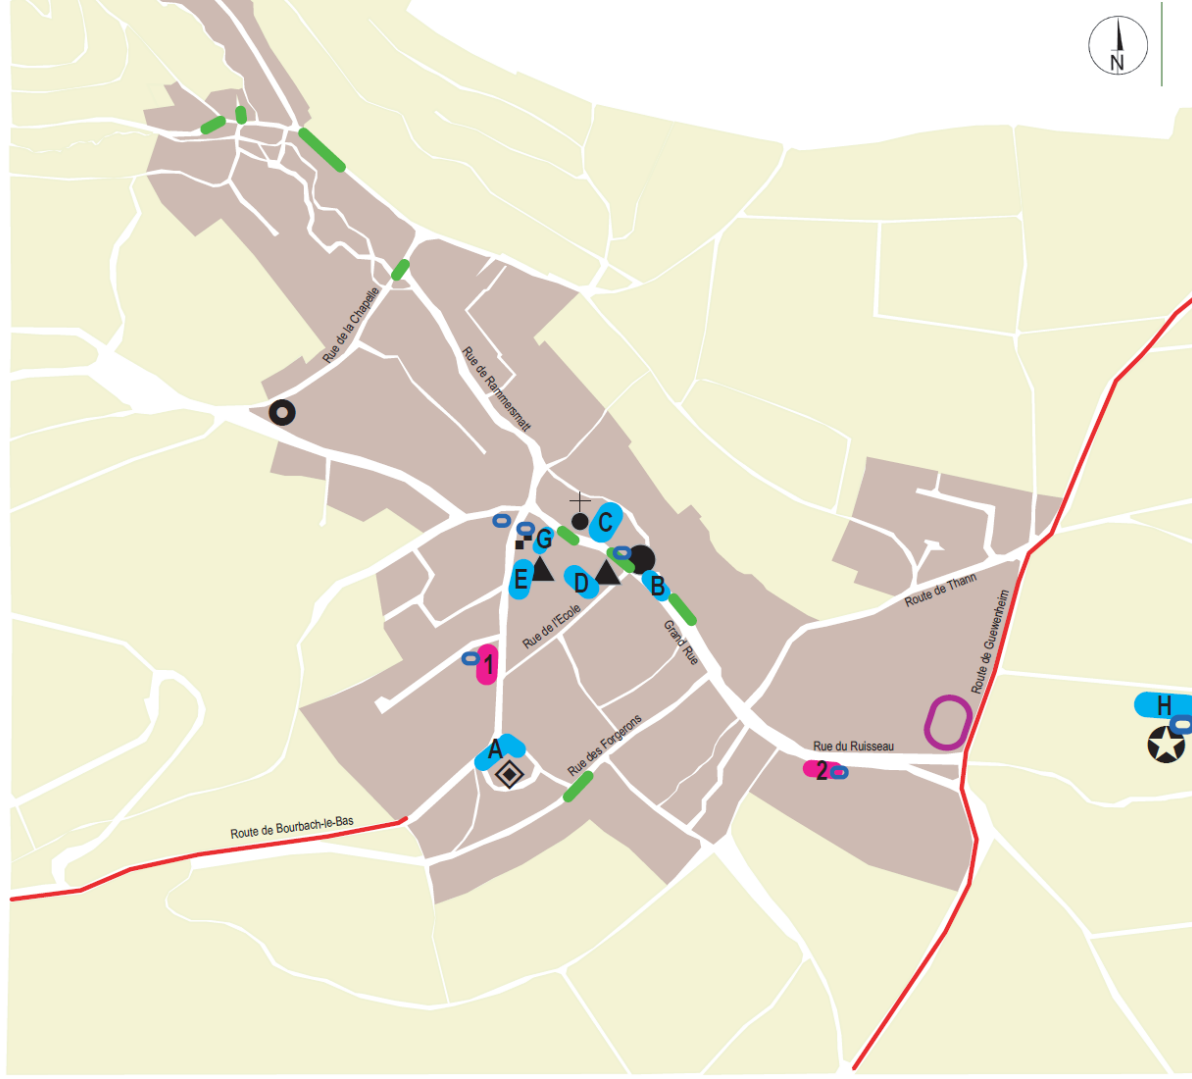 N
Rue de la Chapelle
Rue de Rammersmatt
C
G
E
D
B
Route de Thann
Rue de l'Ecole
Grand Rue
Route de Guewenheim
1
H
A
Rue des Forgerons
Rue du Ruisseau
2
Route de Bourbach-le-Bas